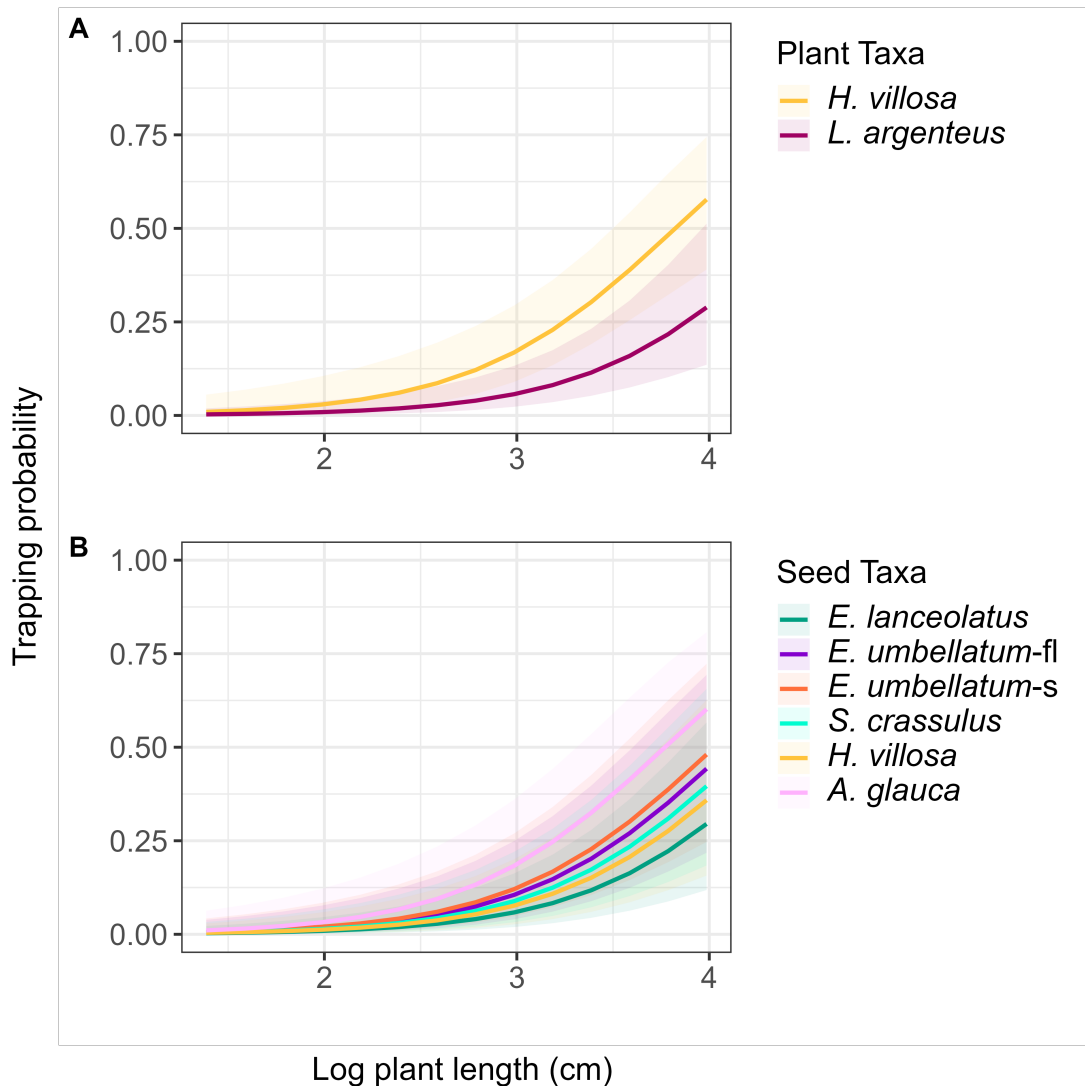 A
1.00
0.75
0.50
0.25
0.00
2 3 4
Plant Taxa
H. villosa
L. argenteus
Trapping probability
B
1.00
0.75
0.50
0.25
0.00
2 3 4
Seed Taxa
E. lanceolatus
E. umbellatum-fl
E. umbellatum-s
S. crassulus
H. villosa
A. glauca
Log plant length (cm)